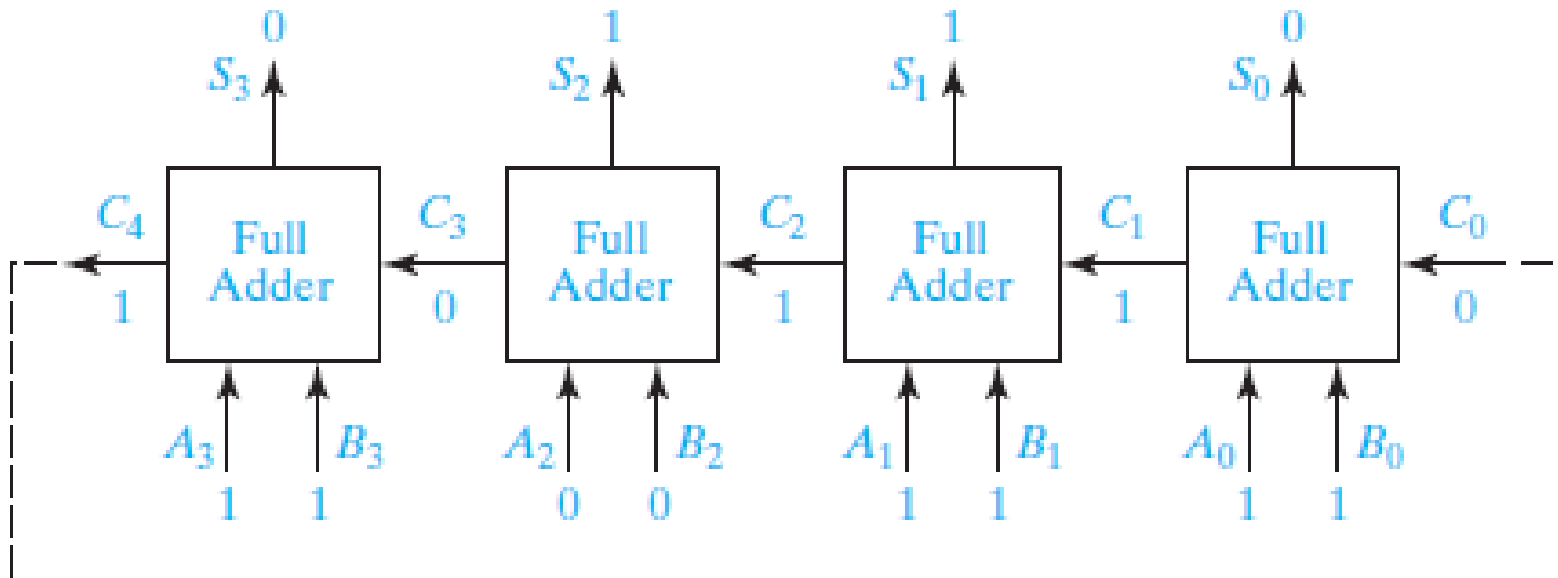 0 1 1 0
S3 S2 S1 S0
C4 Full Adder C3 Full Adder C2 Full Adder C1 Full Adder C0
1 0 1 1 0
A3 B3 A2 B2 A1 B1 A0 B0
1 1 0 0 1 1 1 1